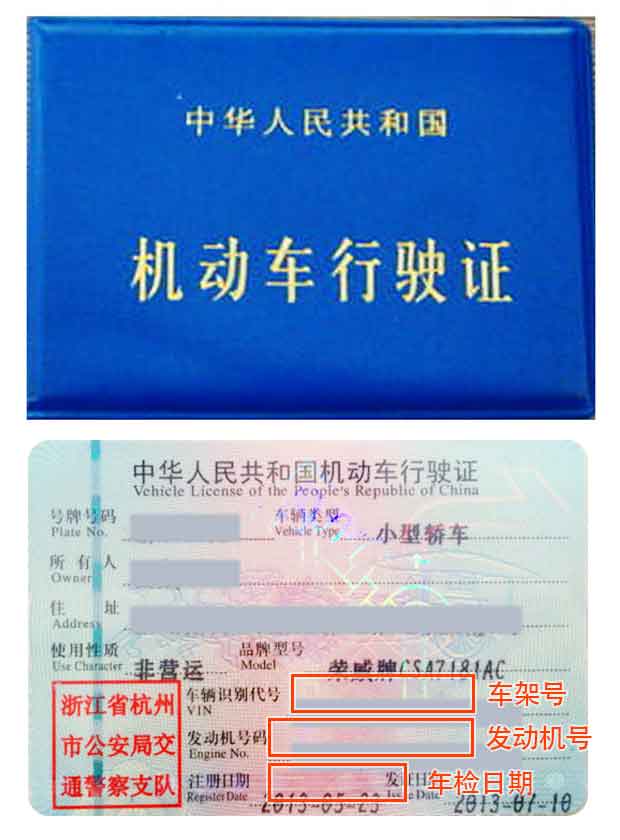 中华人民共和国
机动车行驶证
中华人民共和国机动车行驶证
Vehicle License of the People's Republic of China
号牌号码 车辆类型 小型轿车
Plate No. Vehicle Type
所有人
Owner
住址
Address
使用性质 非营运 品牌型号 荣威牌CSA7181AC
Use Character Model
浙江省杭州
市公安局交
通警察支队
车辆识别代号 车架号
VIN
发动机号码 发动机号
Engine No.
注册日期 2013-05-23 发证日期 2013-07-10
Register Date Issue Date
年检日期